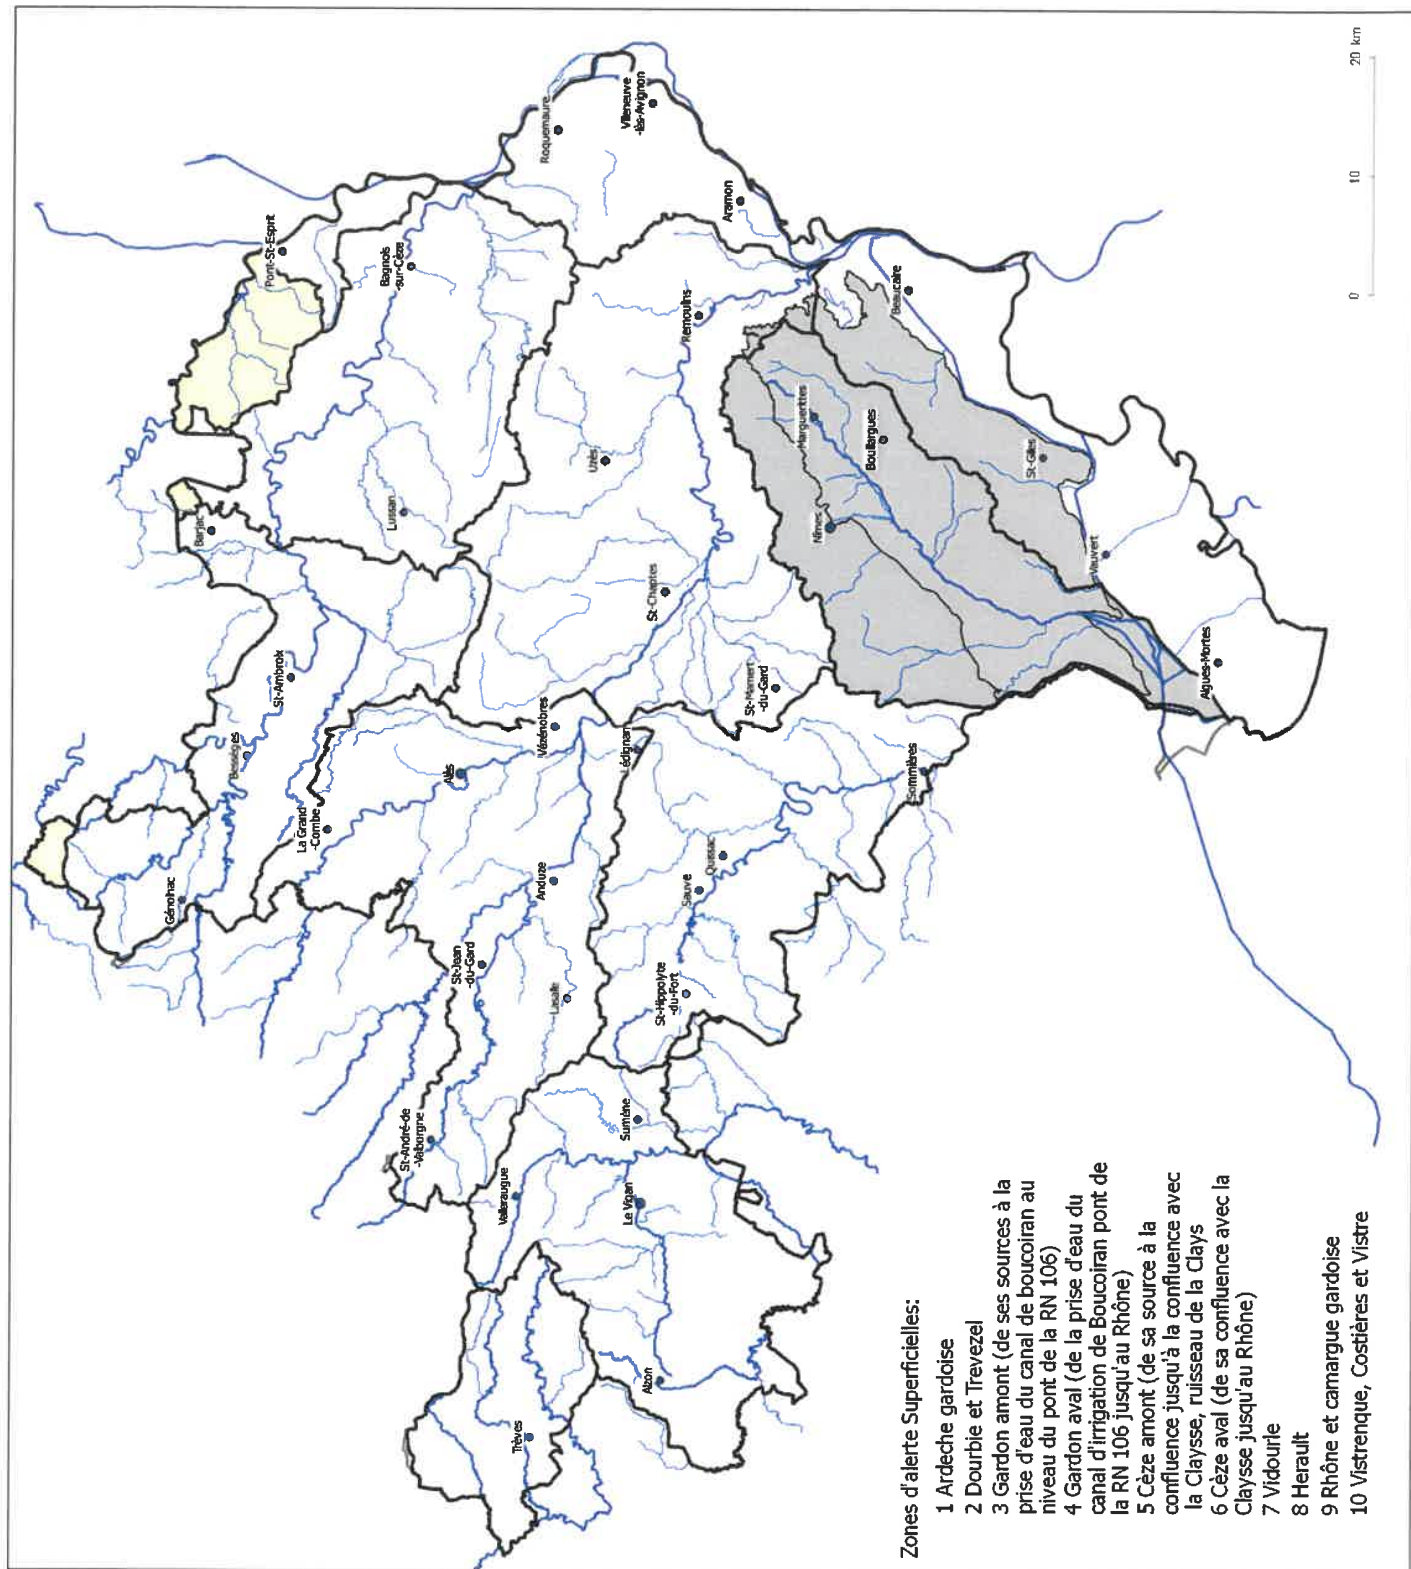 Pont-St-Esprit
Roquemaure
Villeneuve
-lès-Avignon
Bagnols
-sur-Cèze
Aramon
Barjac
Lussan
Remoulins
Beaucaire
St-Ambroix
Uzès
Marguerittes
Bouillargues
Bessèges
St-Chaptes
Nîmes
St-Gilles
Génolhac
La Grand
-Combe
Alès
Vézénobres
Lédignan
St-Mamert
-du-Gard
Vauvert
Anduze
Quissac
Sommières
Aigues-Mortes
St-Jean
-du-Gard
Sauve
Lasalle
St-Hippolyte
-du-Fort
St-André-de
-Valborgne
Sumène
Valleraugue
Le Vigan
Trèves
Alzon
0 10 20 km
Zones d'alerte Superficielles:
1 Ardeche gardoise
2 Dourbie et Trevezel
3 Gardon amont (de ses sources à la
prise d'eau du canal de boucoiran au
niveau du pont de la RN 106)
4 Gardon aval (de la prise d'eau du
canal d'irrigation de Boucoiran pont de
la RN 106 jusqu'au Rhône)
5 Cèze amont (de sa source à la
confluence jusqu'à la confluence avec
la Claysse, ruisseau de la Clays
6 Cèze aval (de sa confluence avec la
Claysse jusqu'au Rhône)
7 Vidourle
8 Herault
9 Rhône et camargue gardoise
10 Vistrenque, Costières et Vistre